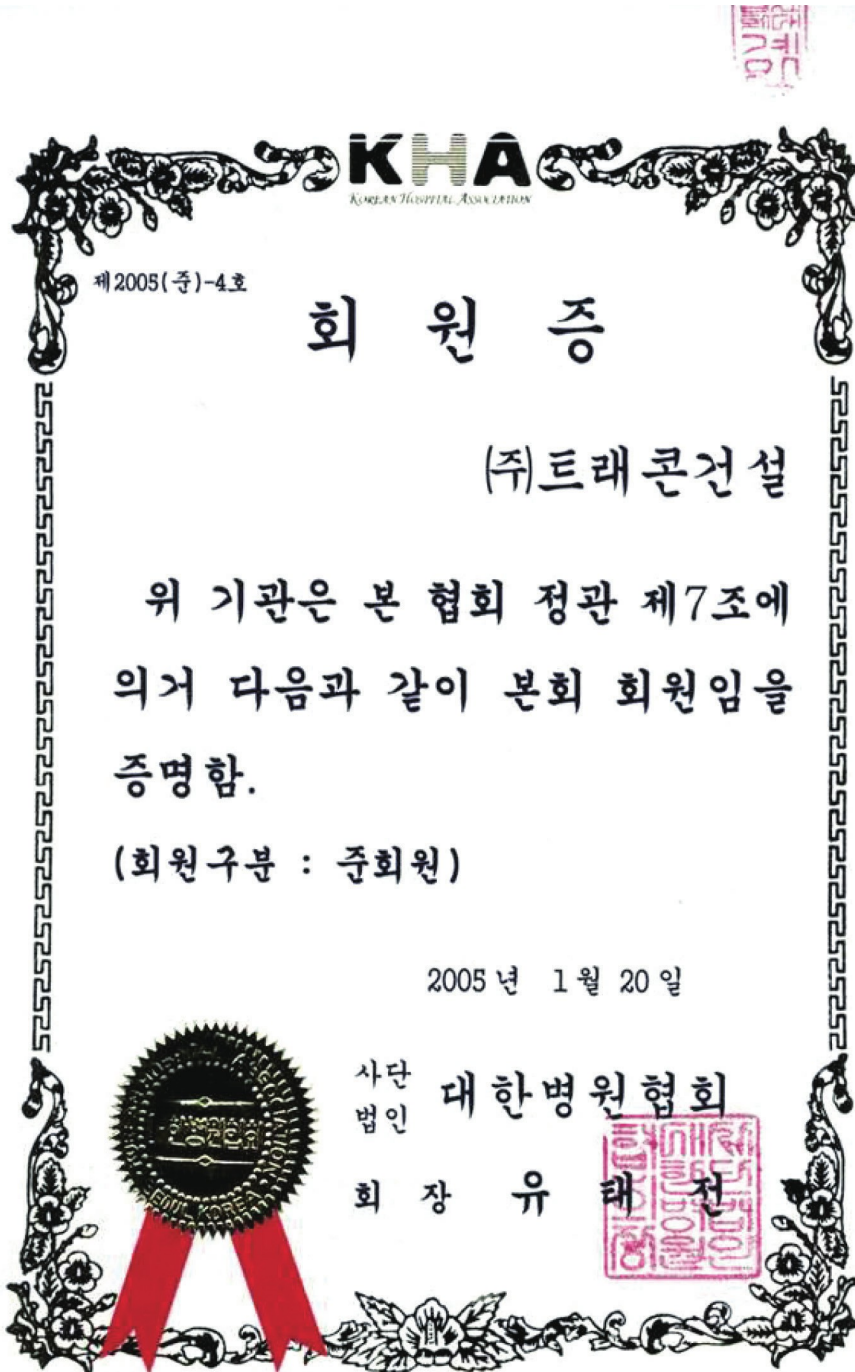 KHA
KOREAN HOSPITAL ASSOCIATION
제2005(준)-4호
회 원 증
(주)트래콘건설
위 기관은 본 협회 정관 제7조에
의거 다음과 같이 본회 회원임을
증명함.
(회원구분 : 준회원)
2005년 1월 20일
사단
법인 대한병원협회
회 장 유 태 전